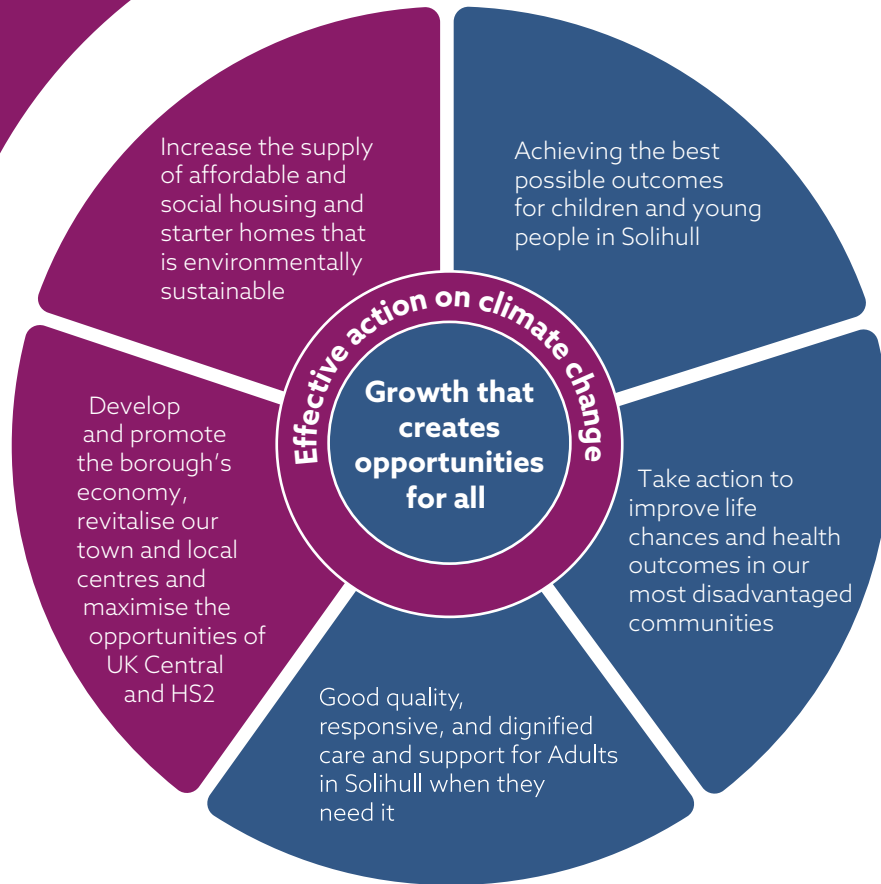 Increase the supply
of affordable and
social housing and
starter homes that
is environmentally
sustainable
Achieving the best
possible outcomes
for children and young
people in Solihull
Effective action on climate change
Growth that
creates
opportunities
for all
Develop
and promote
the borough’s
economy,
revitalise our
town and local
centres and
maximise the
opportunities of
UK Central
and HS2
Take action to
improve life
chances and health
outcomes in our
most disadvantaged
communities
Good quality,
responsive, and dignified
care and support for Adults
in Solihull when they
need it